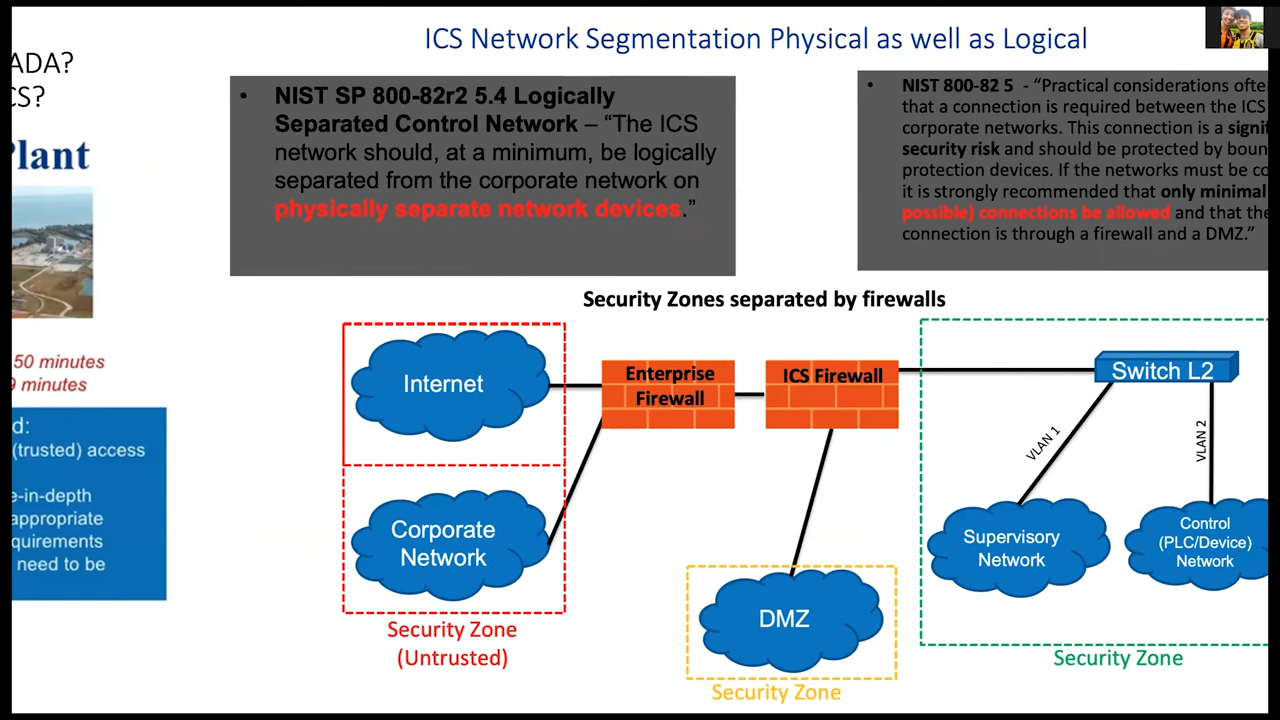 ADA?
CS?
Plant
50 minutes
9 minutes
d:
(trusted) access
e-in-depth
appropriate
quirements
need to be
ICS Network Segmentation Physical as well as Logical
• NIST SP 800-82r2 5.4 Logically
Separated Control Network – “The ICS
network should, at a minimum, be logically
separated from the corporate network on
physically separate network devices.”
• NIST 800-82 5 - “Practical considerations ofte
that a connection is required between the ICS
corporate networks. This connection is a signif
security risk and should be protected by boun
protection devices. If the networks must be co
it is strongly recommended that only minimal
possible) connections be allowed and that the
connection is through a firewall and a DMZ.”
Security Zones separated by firewalls
Internet
Corporate
Network
Security Zone
(Untrusted)
Enterprise
Firewall
ICS Firewall
DMZ
Security Zone
Switch L2
VLAN 1
VLAN 2
Supervisory
Network
Control
(PLC/Device)
Network
Security Zone